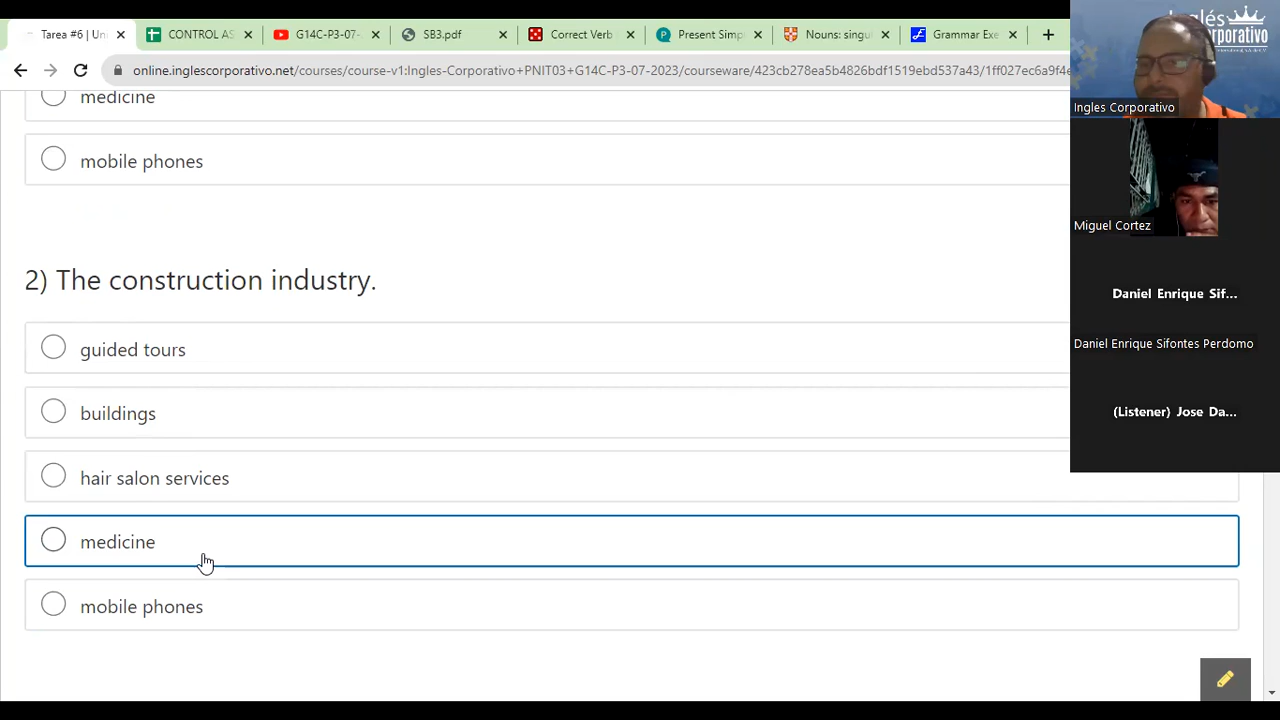 Tarea #6 | Un
CONTROL AS
G14C-P3-07-
SB3.pdf
Correct Verb
Present Simp
Nouns: singu
Grammar Exe
online.inglescorporativo.net/courses/course-v1:Ingles-Corporativo+PNIT03+G14C-P3-07-2023/courseware/423cb278ea5b4826bdf1519ebd537a43/1ff027ec6a9f4e
Inglés
Corporativo
Ingles Corporativo
medicine
mobile phones
Miguel Cortez
2) The construction industry.
Daniel Enrique Sif...
Daniel Enrique Sifontes Perdomo
guided tours
buildings
(Listener) Jose Da...
hair salon services
medicine
mobile phones